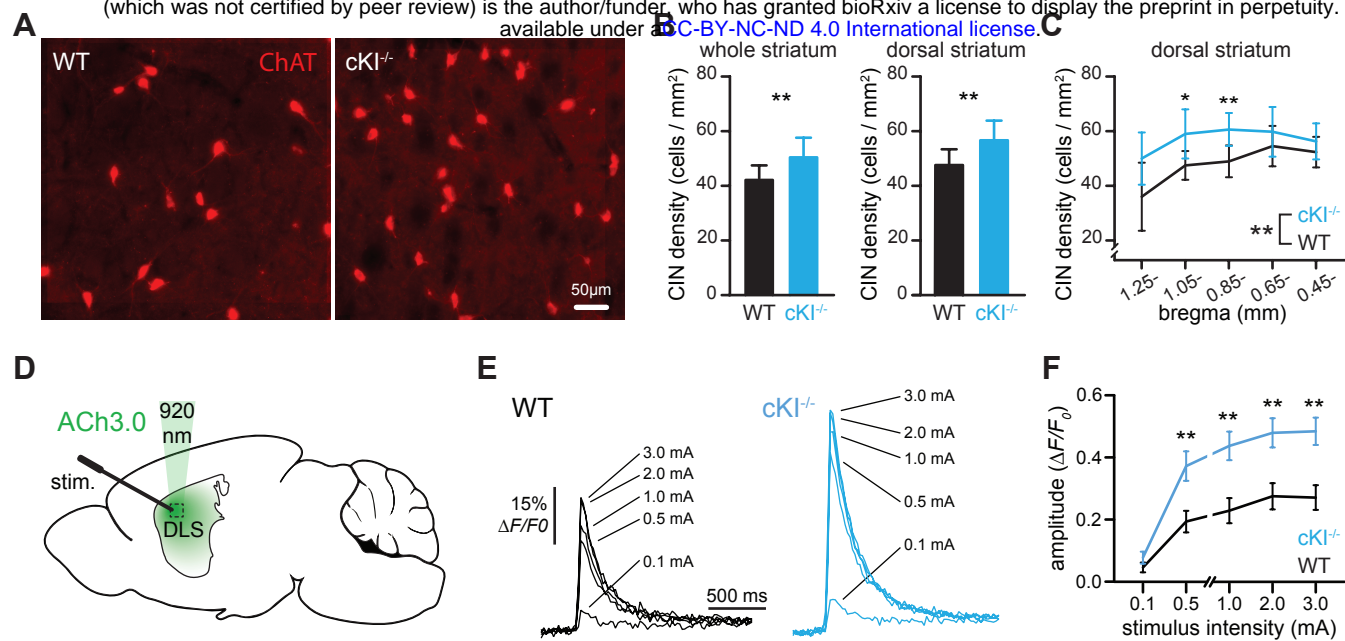 (which was not certified by peer review) is the author/funder, who has granted bioRxiv a license to display the preprint in perpetuity.
available under aCC-BY-NC-ND 4.0 International license.
A
WT
ChAT
cKI-/-
50µm
B
whole striatum
dorsal striatum
CIN density (cells / mm²)
80
60
40
20
0
**
WT cKI-/-
CIN density (cells / mm²)
80
60
40
20
0
**
WT cKI-/-
C
dorsal striatum
CIN density (cells / mm²)
80
60
40
20
* **
** cKI-/-
WT
1.25- 1.05- 0.85- 0.65- 0.45-
bregma (mm)
D
ACh3.0
920
nm
stim.
DLS
E
WT
3.0 mA
2.0 mA
1.0 mA
0.5 mA
0.1 mA
15%
ΔF/F0
500 ms
cKI-/-
3.0 mA
2.0 mA
1.0 mA
0.5 mA
0.1 mA
F
amplitude (ΔF/F0)
0.6
0.4
0.2
0.0
** ** ** **
cKI-/-
WT
0.1 0.5 1.0 2.0 3.0
stimulus intensity (mA)